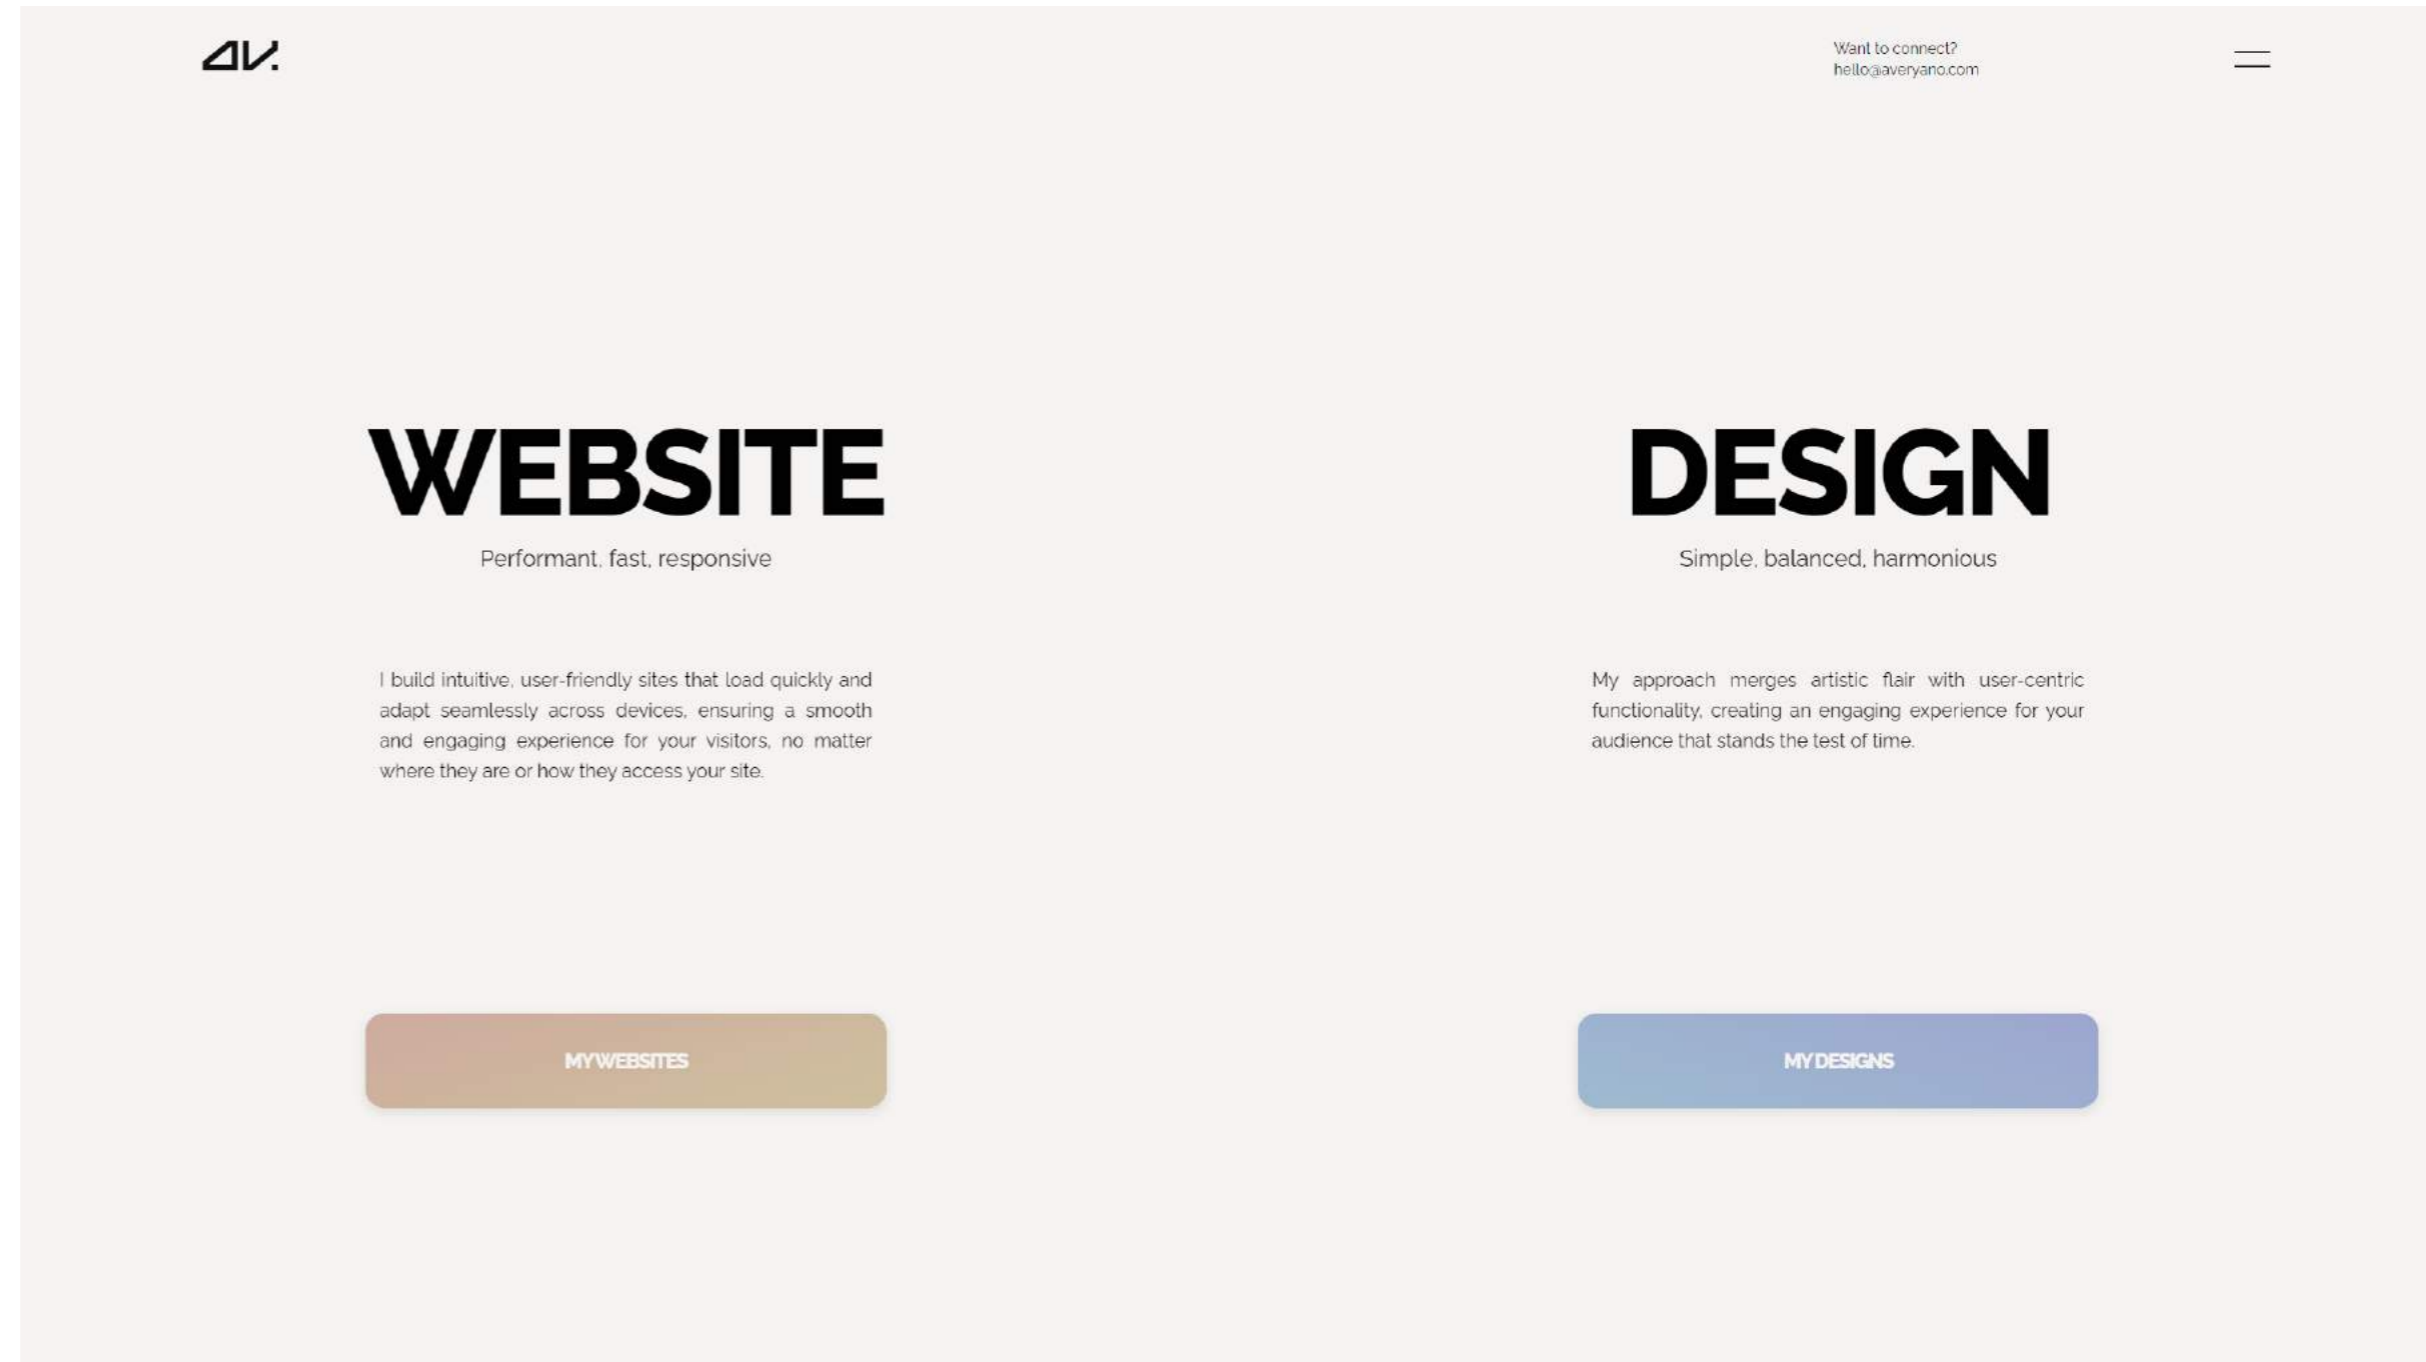 AV.
Want to connect?
hello@averyano.com
WEBSITE
Performant, fast, responsive
I build intuitive, user-friendly sites that load quickly and
adapt seamlessly across devices, ensuring a smooth
and engaging experience for your visitors, no matter
where they are or how they access your site.
MY WEBSITES
DESIGN
Simple, balanced, harmonious
My approach merges artistic flair with user-centric
functionality, creating an engaging experience for your
audience that stands the test of time.
MY DESIGNS